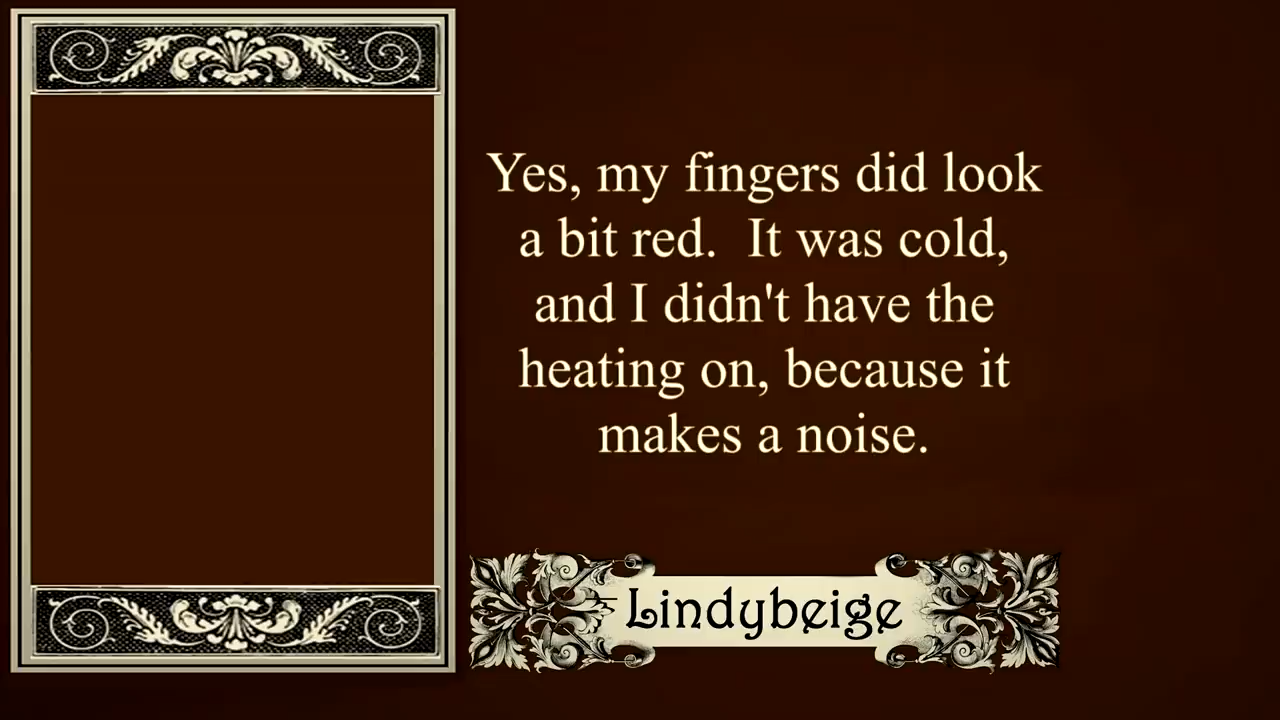 Yes, my fingers did look
a bit red.  It was cold,
and I didn't have the
heating on, because it
makes a noise.
Lindybeige